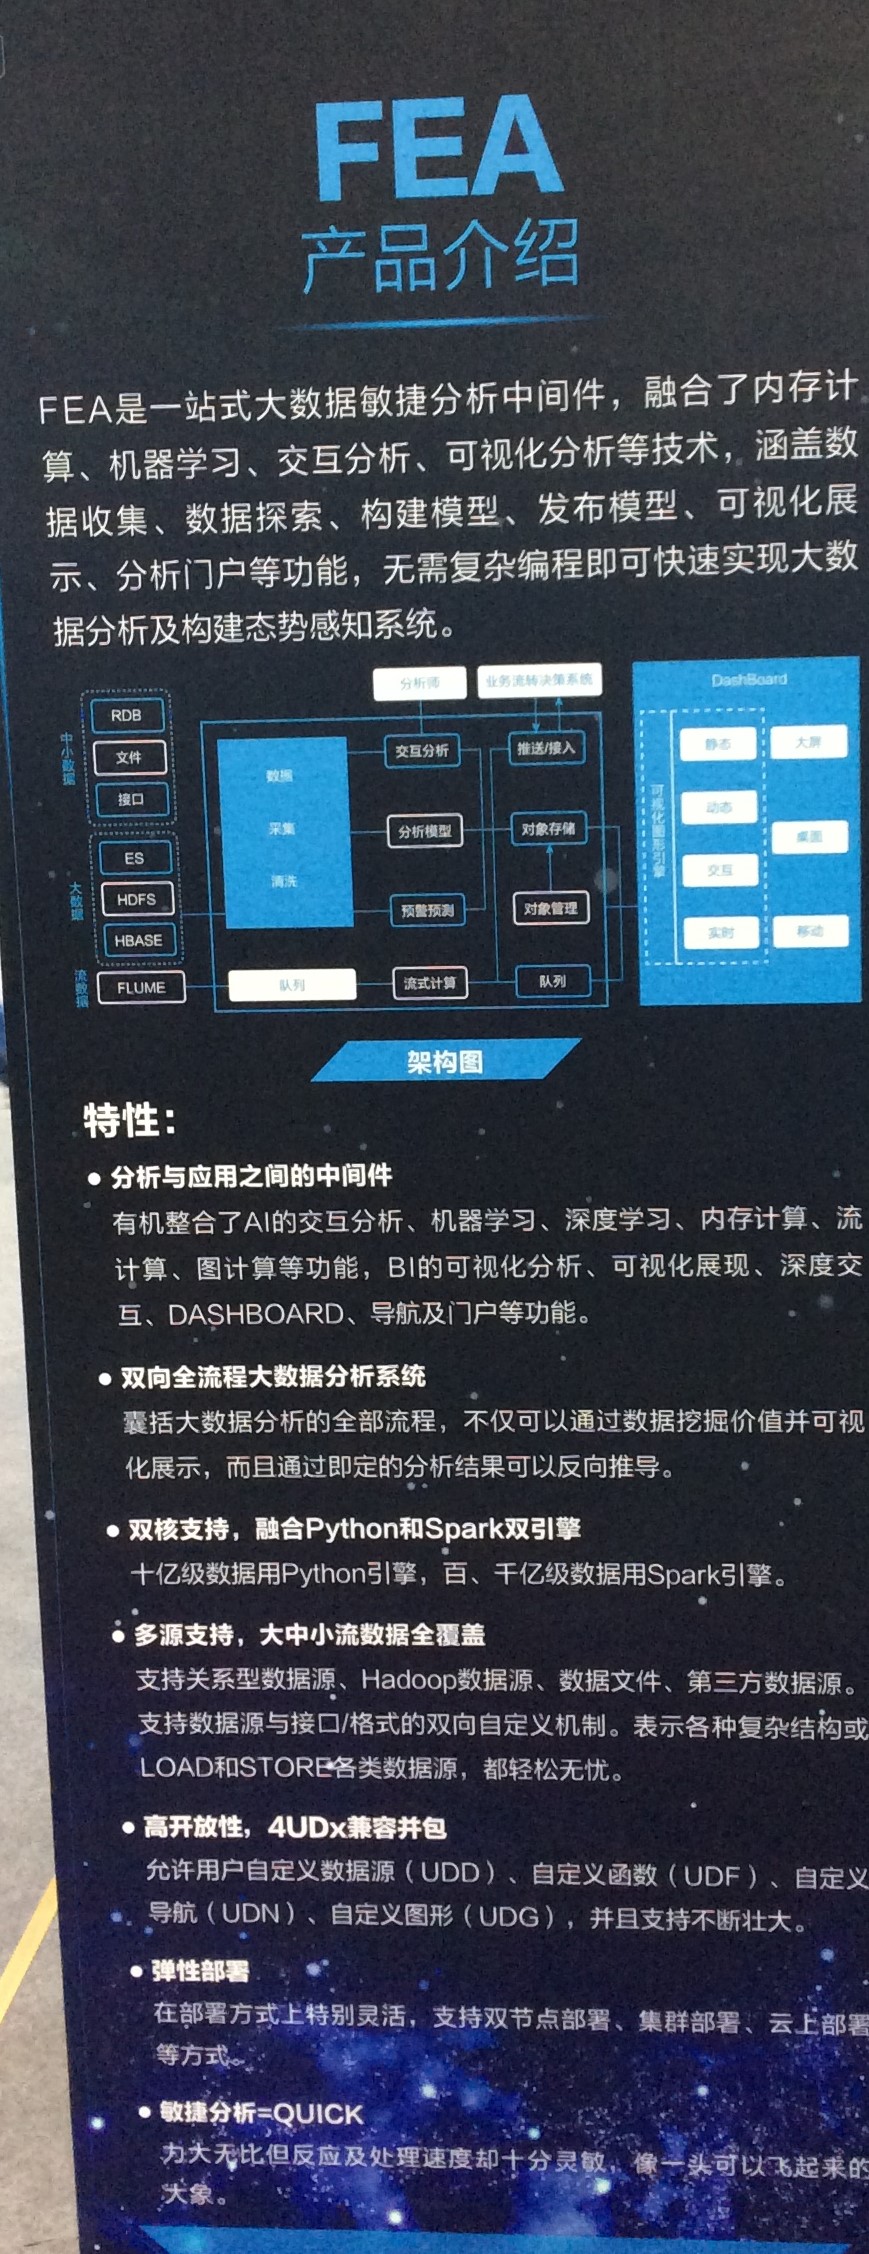 FEA
产品介绍
FEA是一站式大数据敏捷分析中间件，融合了内存计
算、机器学习、交互分析、可视化分析等技术，涵盖数
据收集、数据探索、构建模型、发布模型、可视化展
示、分析门户等功能，无需复杂编程即可快速实现大数
据分析及构建态势感知系统。
中小数据
RDB
文件
接口
大数据
ES
HDFS
HBASE
流数据
FLUME
数据
采集
清洗
队列
分析师
业务流转决策系统
交互分析
推送/接入
分析模型
对象存储
预警预测
对象管理
流式计算
队列
DashBoard
可视化图形引擎
静态
大屏
动态
桌面
交互
实时
移动
架构图
特性：
● 分析与应用之间的中间件
有机整合了AI的交互分析、机器学习、深度学习、内存计算、流
计算、图计算等功能，BI的可视化分析、可视化展现、深度交
互、DASHBOARD、导航及门户等功能。
● 双向全流程大数据分析系统
囊括大数据分析的全部流程，不仅可以通过数据挖掘价值并可视
化展示，而且通过即定的分析结果可以反向推导。
● 双核支持，融合Python和Spark双引擎
十亿级数据用Python引擎，百、千亿级数据用Spark引擎。
● 多源支持，大中小流数据全覆盖
支持关系型数据源、Hadoop数据源、数据文件、第三方数据源。
支持数据源与接口/格式的双向自定义机制。表示各种复杂结构或
LOAD和STORE各类数据源，都轻松无忧。
● 高开放性，4UDx兼容并包
允许用户自定义数据源（UDD）、自定义函数（UDF）、自定义
导航（UDN）、自定义图形（UDG），并且支持不断壮大。
● 弹性部署
在部署方式上特别灵活，支持双节点部署、集群部署、云上部署
等方式。
● 敏捷分析=QUICK
力大无比但反应及处理速度却十分灵敏，像一头可以飞起来的
大象。